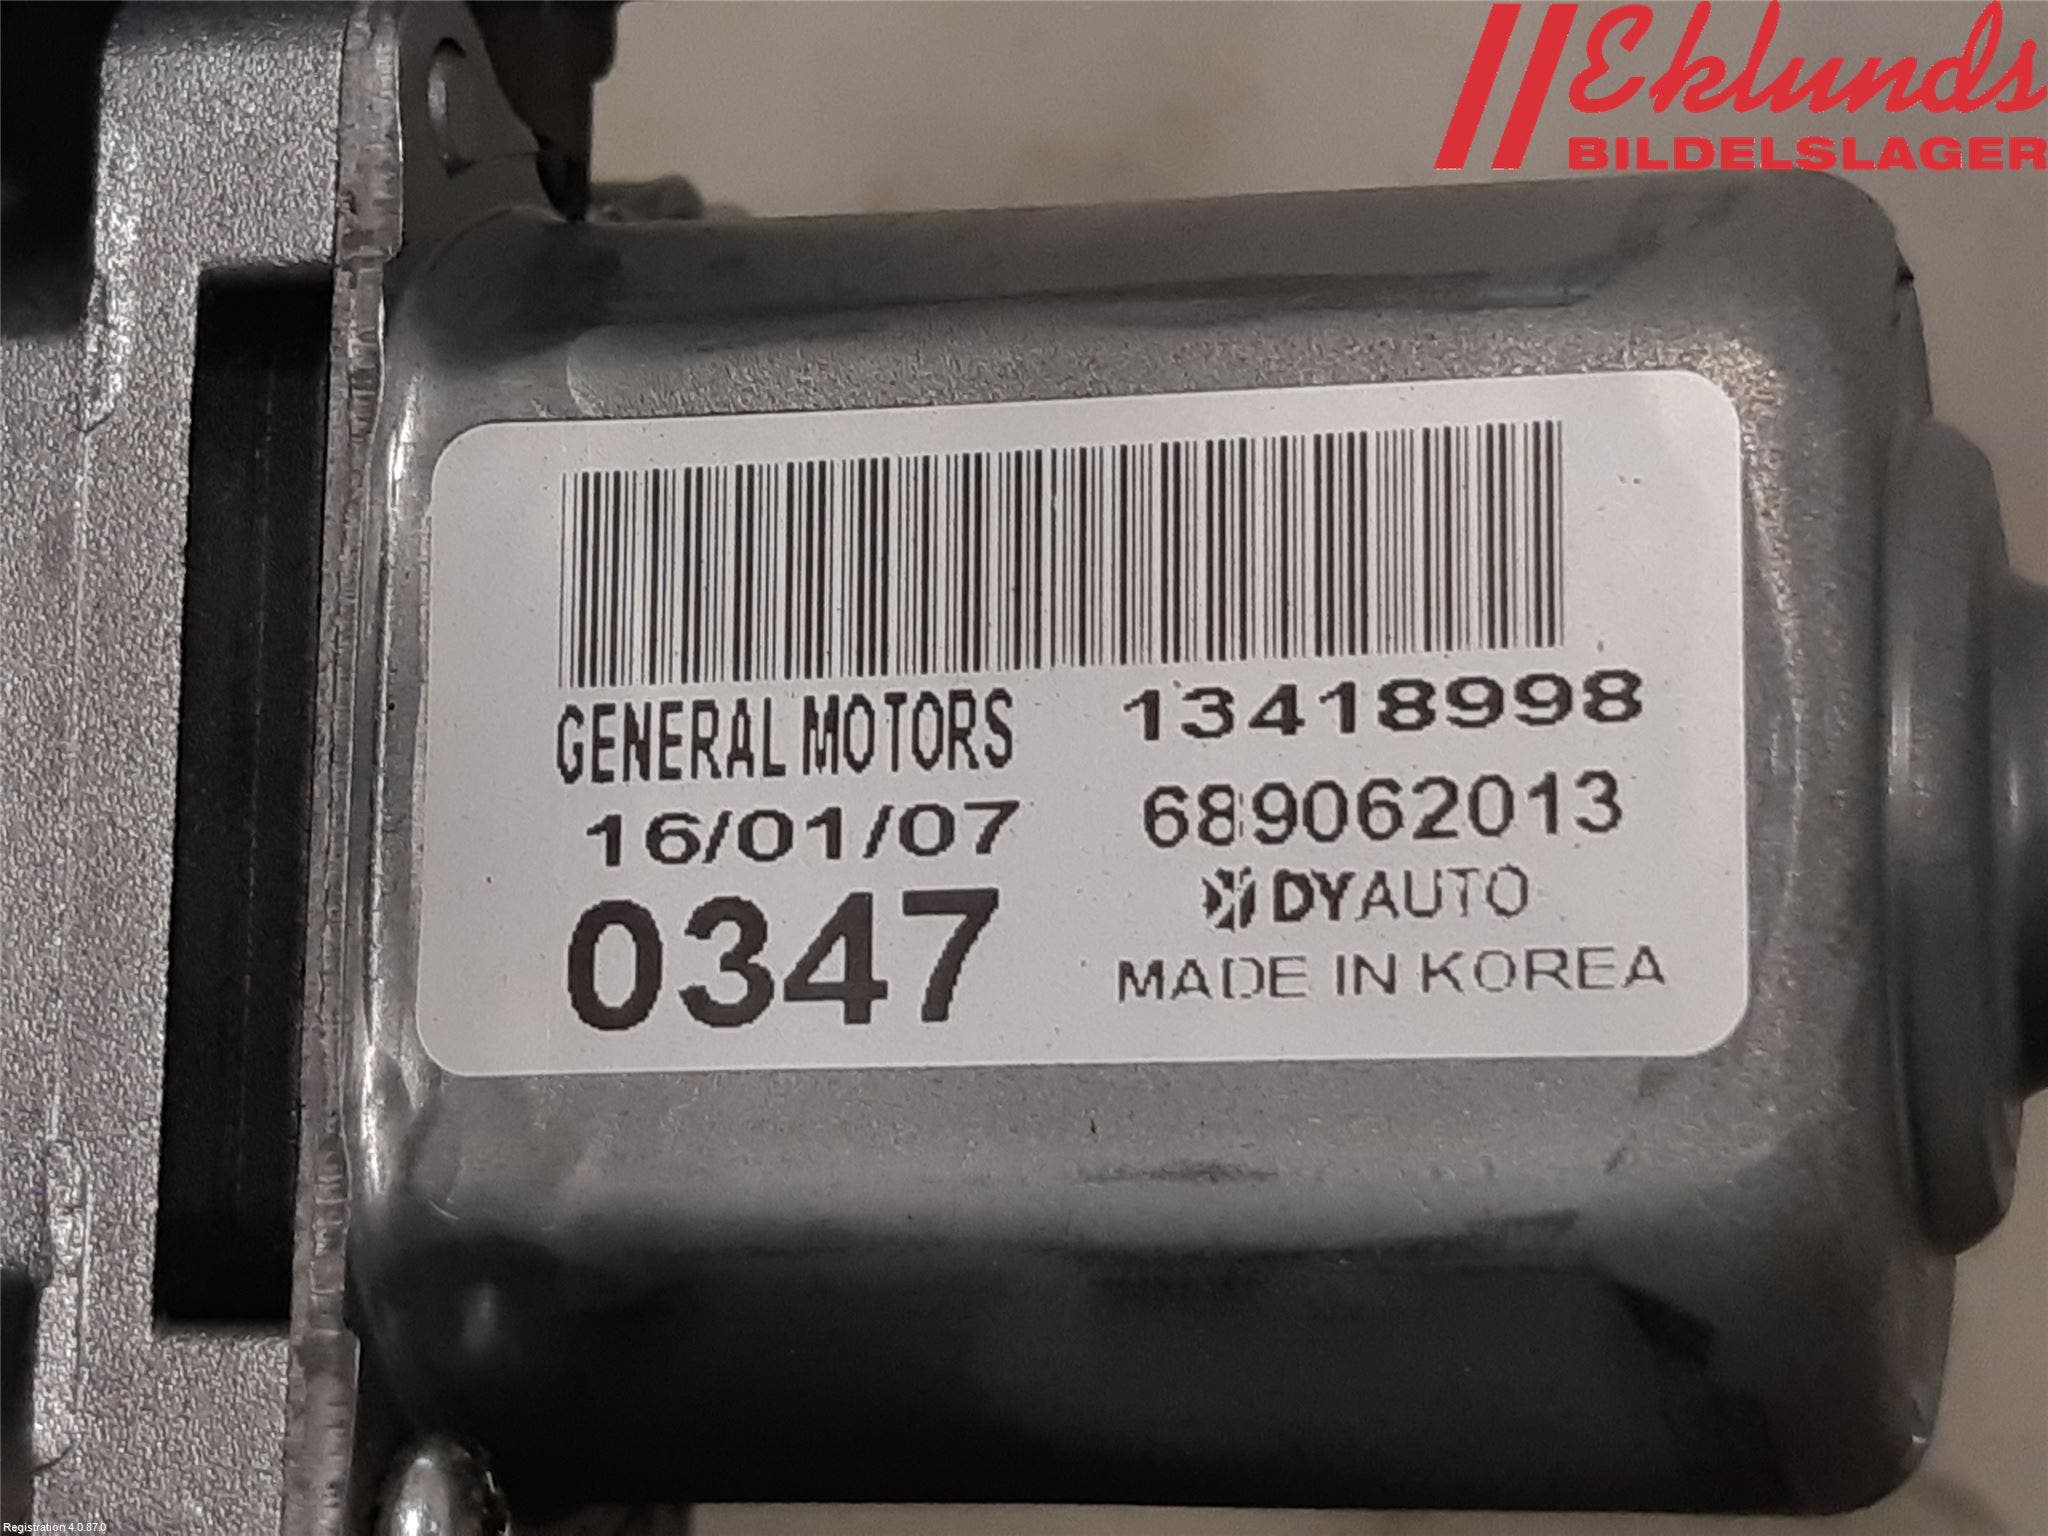 Eklunds
BILDELSLAGER
GENERAL MOTORS 13418998
16/01/07 689062013
0347 DYAUTO
MADE IN KOREA
Registration 4.0.87.0